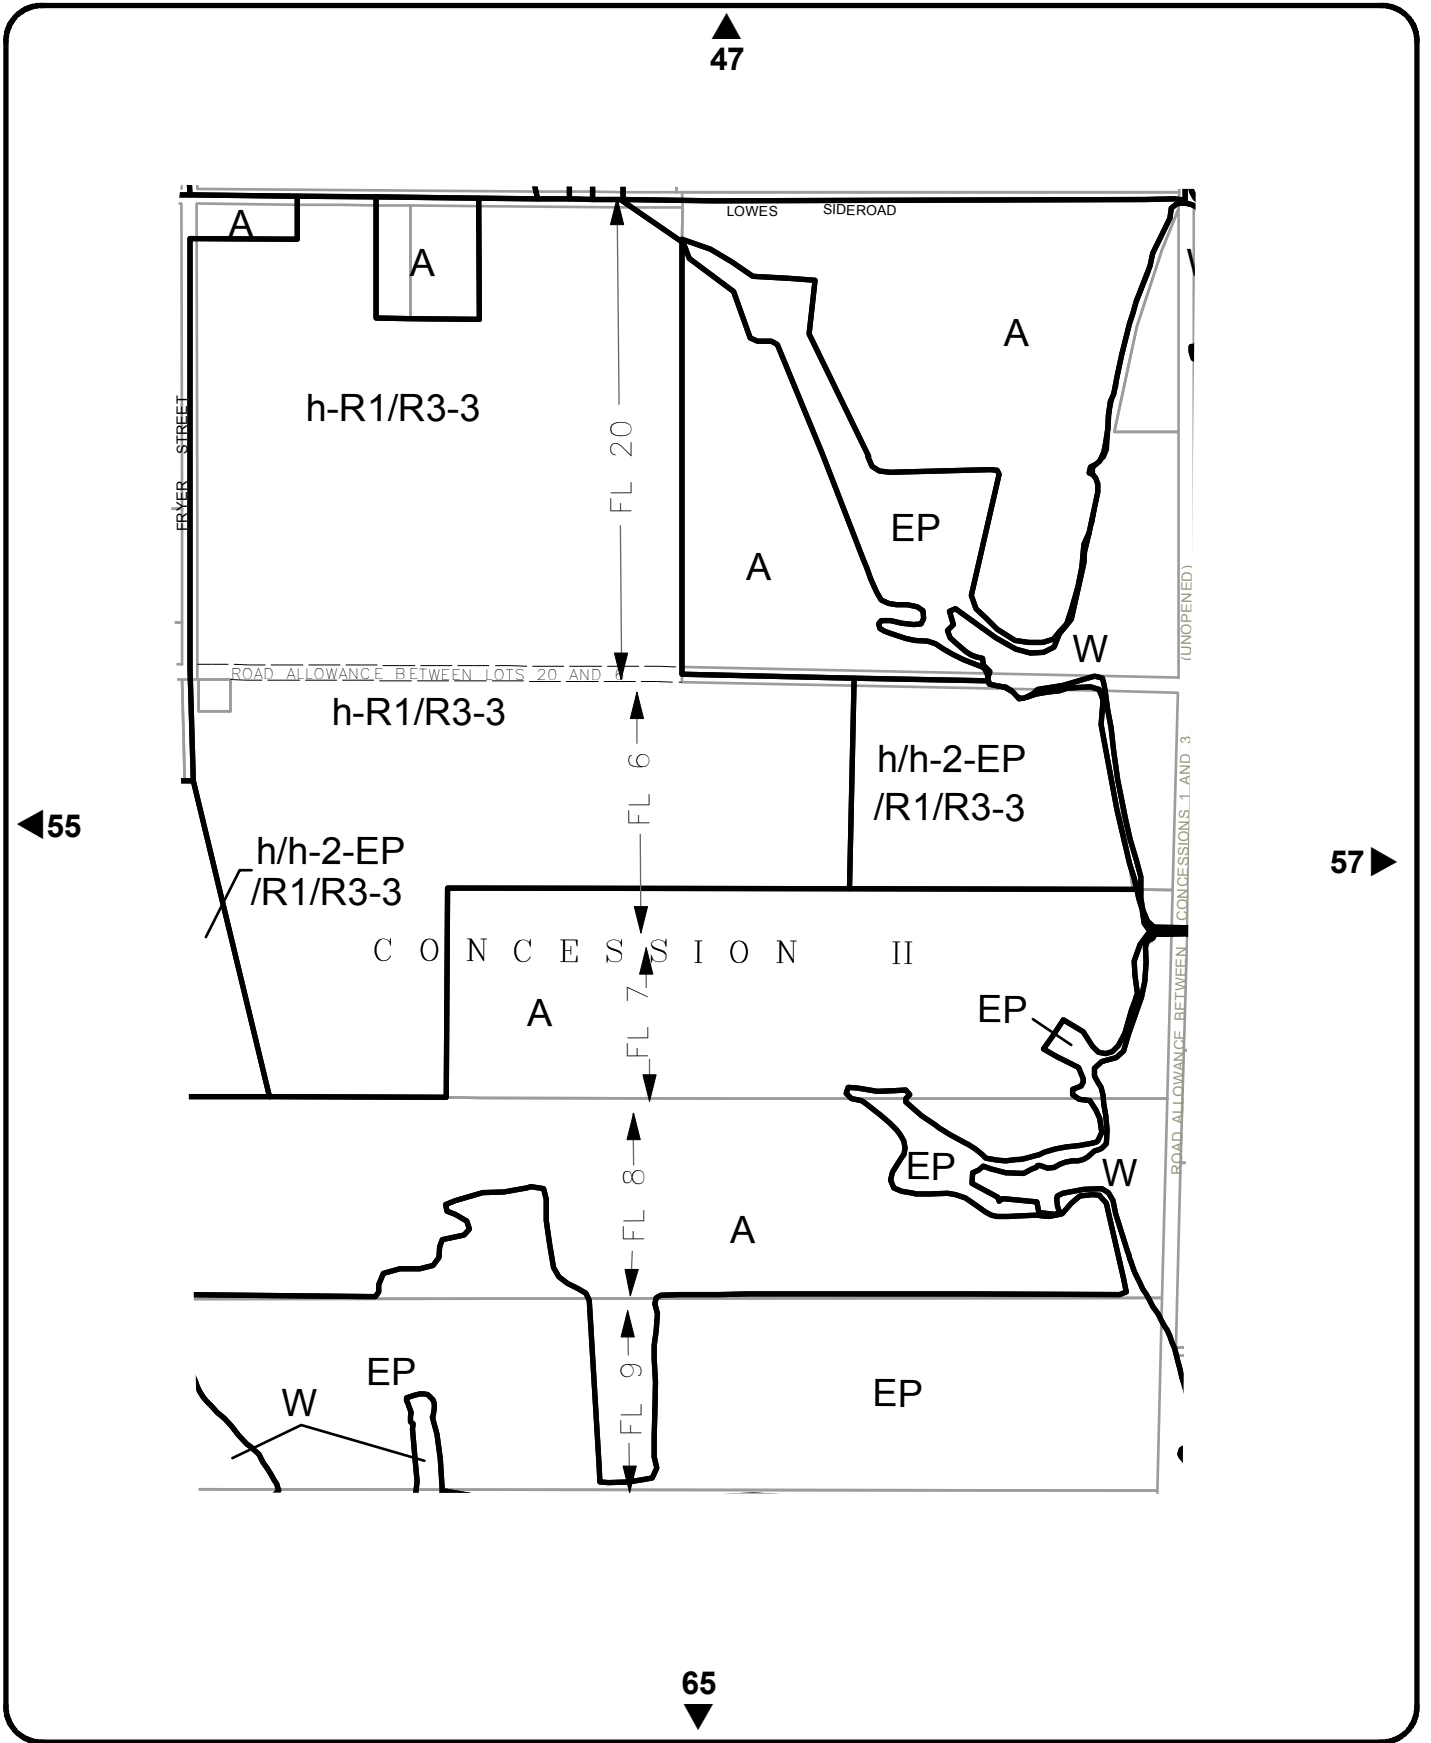 47
LOWES SIDEROAD
A
A
A
h-R1/R3-3
FRYER STREET
FL 20
EP
A
(UNOPENED)
W
ROAD ALLOWANCE BETWEEN LOTS 20 AND 6
h-R1/R3-3
h/h-2-EP
/R1/R3-3
FL 6
ROAD ALLOWANCE BETWEEN CONCESSIONS 1 AND 3
55
h/h-2-EP
/R1/R3-3
57
CONCESSION II
FL 7
A
EP
FL 8
EP
W
A
EP
W
FL 9
EP
65